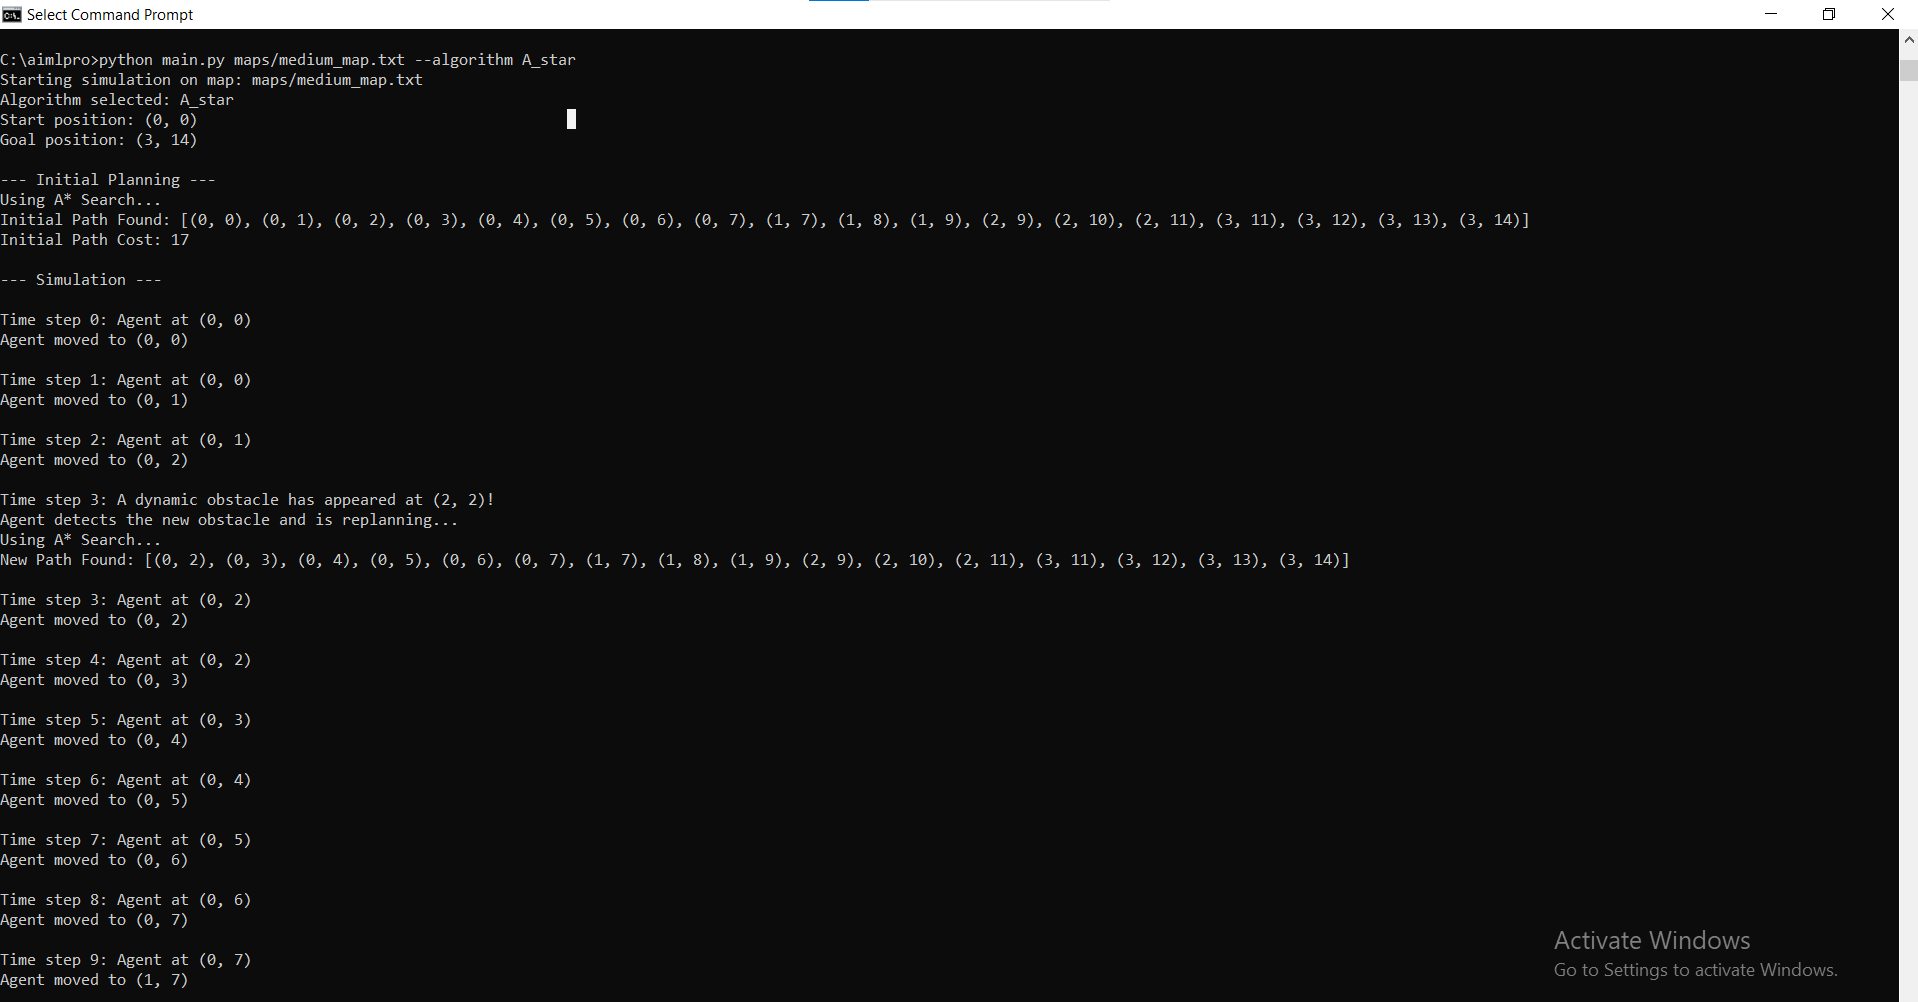 Select Command Prompt
C:\aimlpro>python main.py maps/medium_map.txt --algorithm A_star
Starting simulation on map: maps/medium_map.txt
Algorithm selected: A_star
Start position: (0, 0)
Goal position: (3, 14)
--- Initial Planning ---
Using A* Search...
Initial Path Found: [(0, 0), (0, 1), (0, 2), (0, 3), (0, 4), (0, 5), (0, 6), (0, 7), (1, 7), (1, 8), (1, 9), (2, 9), (2, 10), (2, 11), (3, 11), (3, 12), (3, 13), (3, 14)]
Initial Path Cost: 17
--- Simulation ---
Time step 0: Agent at (0, 0)
Agent moved to (0, 0)
Time step 1: Agent at (0, 0)
Agent moved to (0, 1)
Time step 2: Agent at (0, 1)
Agent moved to (0, 2)
Time step 3: A dynamic obstacle has appeared at (2, 2)!
Agent detects the new obstacle and is replanning...
Using A* Search...
New Path Found: [(0, 2), (0, 3), (0, 4), (0, 5), (0, 6), (0, 7), (1, 7), (1, 8), (1, 9), (2, 9), (2, 10), (2, 11), (3, 11), (3, 12), (3, 13), (3, 14)]
Time step 3: Agent at (0, 2)
Agent moved to (0, 2)
Time step 4: Agent at (0, 2)
Agent moved to (0, 3)
Time step 5: Agent at (0, 3)
Agent moved to (0, 4)
Time step 6: Agent at (0, 4)
Agent moved to (0, 5)
Time step 7: Agent at (0, 5)
Agent moved to (0, 6)
Time step 8: Agent at (0, 6)
Agent moved to (0, 7)
Time step 9: Agent at (0, 7)
Agent moved to (1, 7)
Activate Windows
Go to Settings to activate Windows.